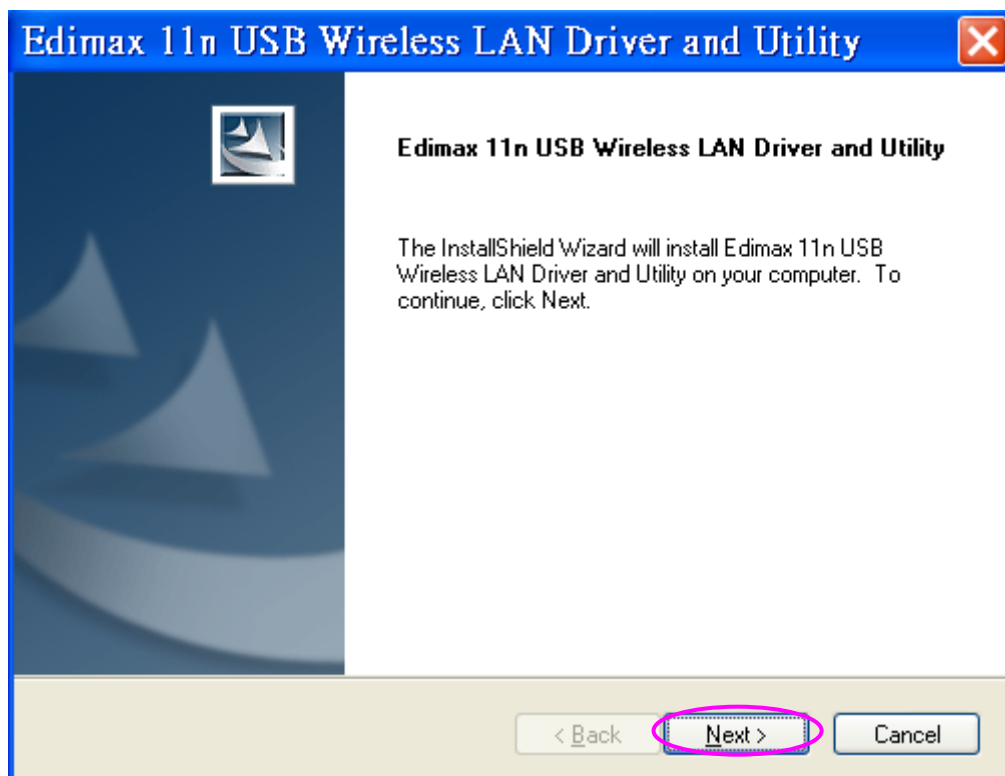 Edimax 11n USB Wireless LAN Driver and Utility
Edimax 11n USB Wireless LAN Driver and Utility
The InstallShield Wizard will install Edimax 11n USB
Wireless LAN Driver and Utility on your computer.  To
continue, click Next.
< Back
Next >
Cancel